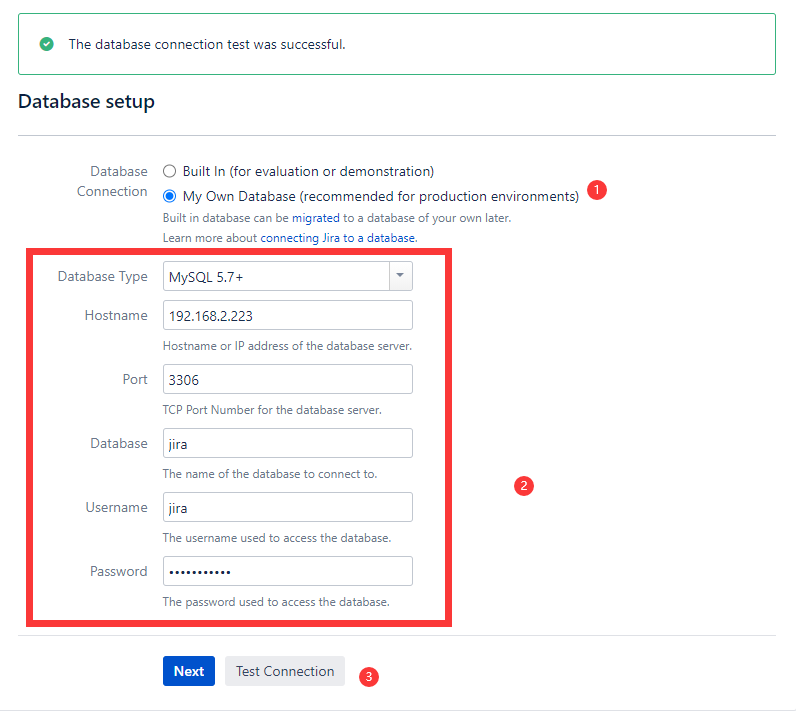 The database connection test was successful.
Database setup
Database Connection
Built In (for evaluation or demonstration)
My Own Database (recommended for production environments)
1
Built in database can be migrated to a database of your own later.
Learn more about connecting Jira to a database.
Database Type
MySQL 5.7+
Hostname
192.168.2.223
Hostname or IP address of the database server.
Port
3306
TCP Port Number for the database server.
Database
jira
The name of the database to connect to.
2
Username
jira
The username used to access the database.
Password
•••••••••••
The password used to access the database.
Next
Test Connection
3